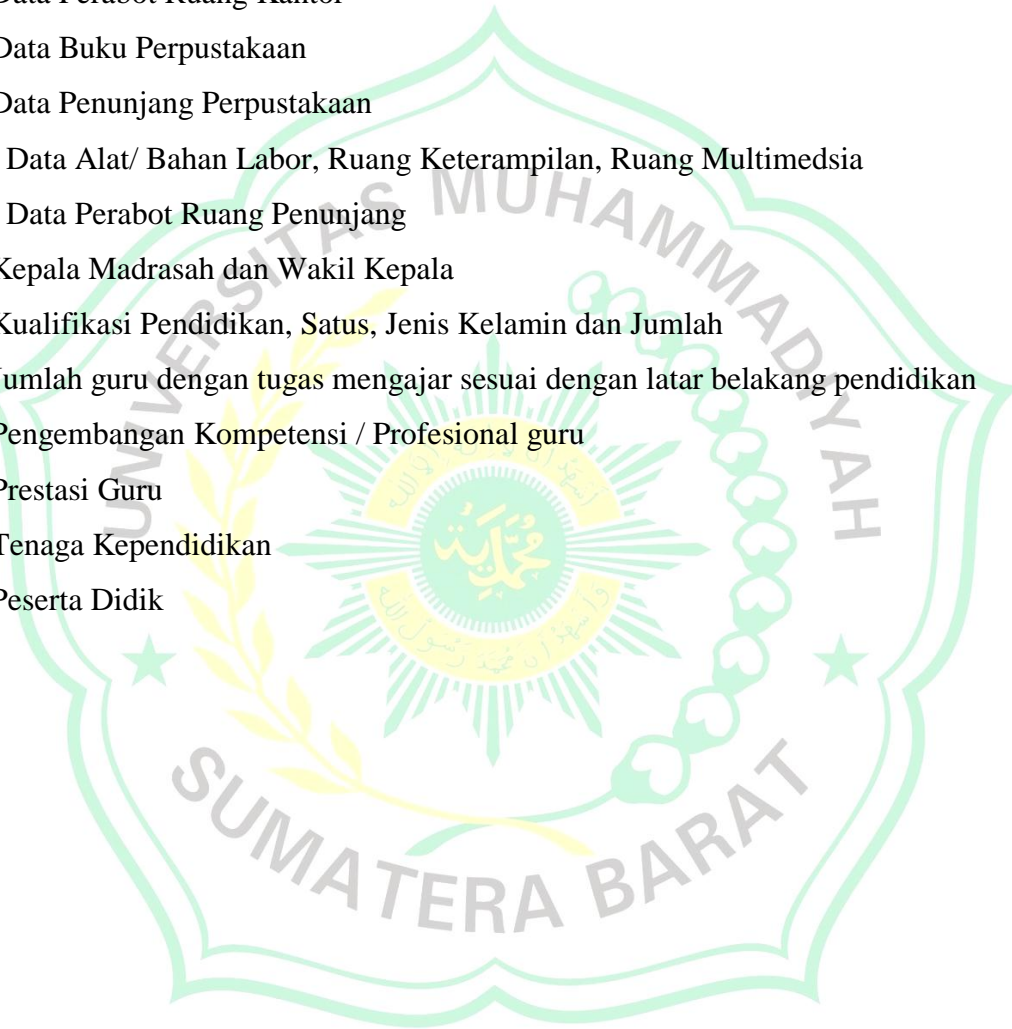 Data Perabot Ruang Kantor
Data Buku Perpustakaan
Data Penunjang Perpustakaan
Data Alat/ Bahan Labor, Ruang Keterampilan, Ruang Multimedsia
Data Perabot Ruang Penunjang
Kepala Madrasah dan Wakil Kepala
Kualifikasi Pendidikan, Satus, Jenis Kelamin dan Jumlah
Jumlah guru dengan tugas mengajar sesuai dengan latar belakang pendidikan
Pengembangan Kompetensi / Profesional guru
Prestasi Guru
Tenaga Kependidikan
Peserta Didik
UNIVERSITAS MUHAMMADIYAH
SUMATERA BARAT
محمدية